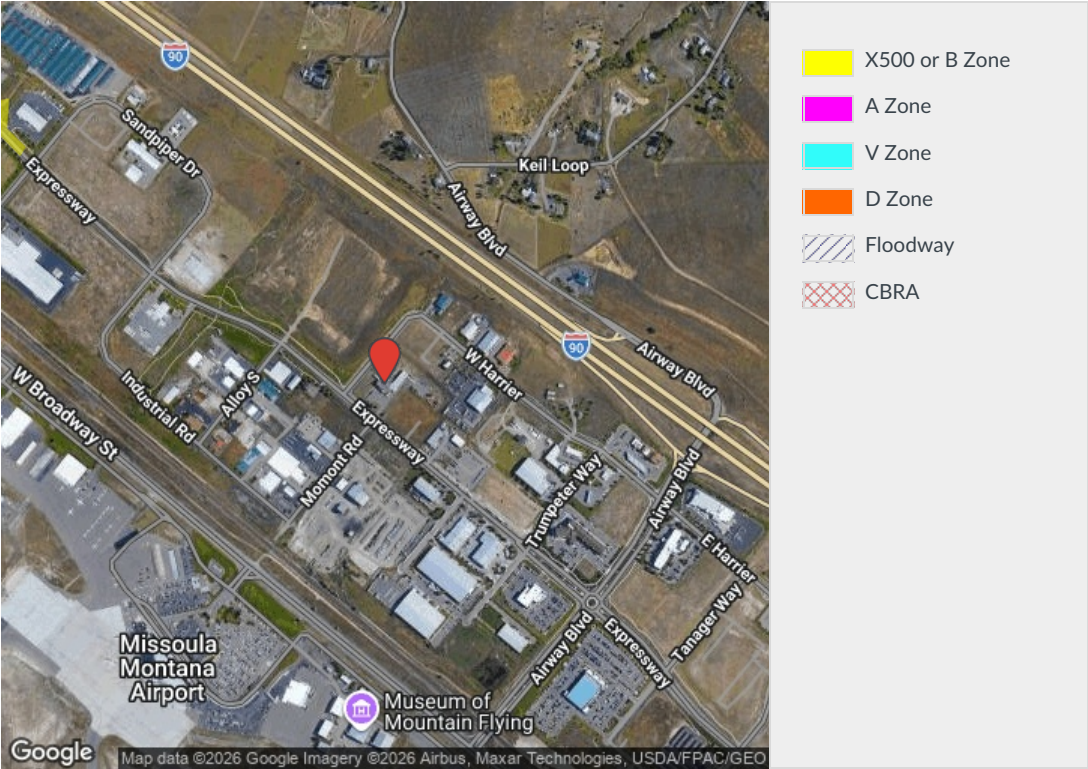 90
Sandpiper Dr
Expressway
Keil Loop
Airway Blvd
90
Airway Blvd
W Harrier
W Broadway St
Industrial Rd
Alloy S
Expressway
Momont Rd
Trumpeter Way
Airway Blvd
E Harrier
Tanager Way
Airway Blvd
Expressway
Missoula
Montana
Airport
Museum of
Mountain Flying
Google
Map data ©2026 Google Imagery ©2026 Airbus, Maxar Technologies, USDA/FPAC/GEO
X500 or B Zone
A Zone
V Zone
D Zone
Floodway
CBRA